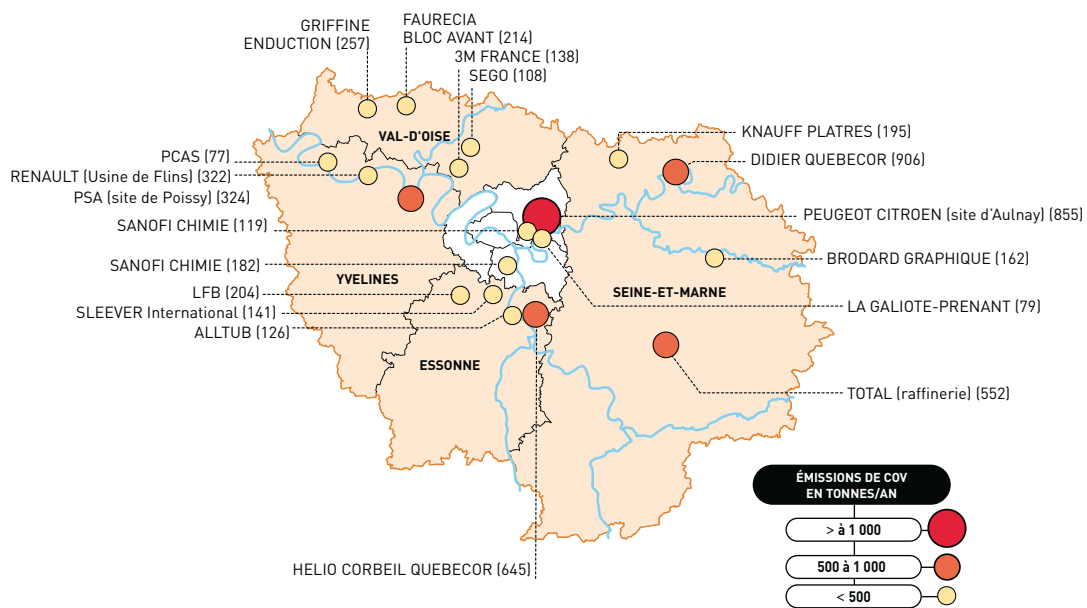 GRIFFINE
ENDUCTION (257)
FAURECIA
BLOC AVANT (214)
3M FRANCE (138)
SEGO (108)
VAL-D'OISE
PCAS (77)
RENAULT (Usine de Flins) (322)
PSA (site de Poissy) (324)
SANOFI CHIMIE (119)
SANOFI CHIMIE (182)
YVELINES
LFB (204)
SLEEVER International (141)
ALLTUB (126)
ESSONNE
KNAUFF PLATRES (195)
DIDIER QUEBECOR (906)
PEUGEOT CITROEN (site d'Aulnay) (855)
BRODARD GRAPHIQUE (162)
SEINE-ET-MARNE
LA GALIOTE-PRENANT (79)
TOTAL (raffinerie) (552)
HELIO CORBEIL QUEBECOR (645)
ÉMISSIONS DE COV
EN TONNES/AN
> à 1 000
500 à 1 000
< 500